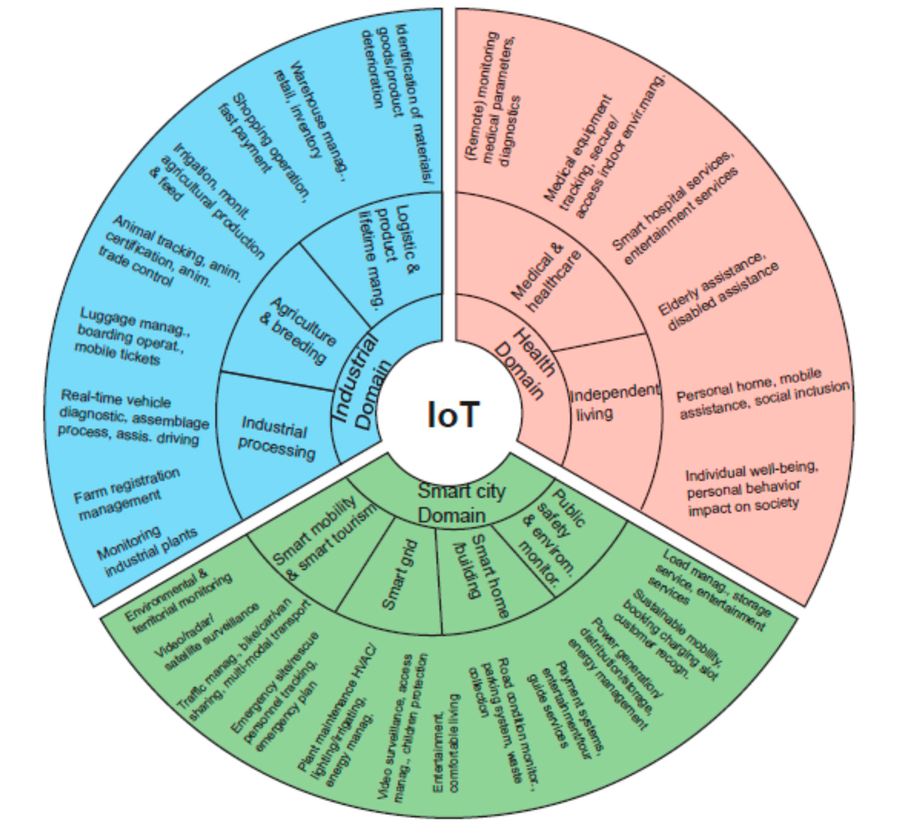 IoT
Industrial
Domain
Logistic &
product
lifetime mang.
Agriculture
& breeding
Industrial
processing
Identification of materials/
goods/product
deterioration
Warehouse manag.,
retail, inventory
Shopping operation,
fast payment
Irrigation, monit.
agricultural production
& feed
Animal tracking, anim.
certification, anim.
trade control
Luggage manag.,
boarding operat.,
mobile tickets
Real-time vehicle
diagnostic, assemblage
process, assis. driving
Farm registration
management
Monitoring
industrial plants
Health
Domain
Medical &
healthcare
Independent
living
(Remote) monitoring
medical parameters,
diagnostics
Medical equipment
tracking, secure/
access indoor envir.mang.
Smart hospital services,
entertainment services
Elderly assistance,
disabled assistance
Personal home, mobile
assistance, social inclusion
Individual well-being,
personal behavior
impact on society
Smart city
Domain
Smart mobility
& smart tourism
Smart grid
Smart home
/building
Public
safety
& environ.
monitor.
Environmental &
territorial monitoring
Video/radar/
satellite surveillance
Traffic manag., bike/car/van
sharing, multi-modal transport
Emergency site/rescue
personnel tracking,
emergency plan
Plant maintenance HVAC/
lighting/irrigating,
energy manag.
Video surveillance, access
manag., children protection
Entertainment,
comfortable living
Road condition monitor.,
parking system, waste
collection
Payment systems,
entertainment/tour
guide services
Power generation/
distribution/storage,
energy management
Sustainable mobility,
booking charging slot
customer recogn.
Load manag., storage
service, entertainment
services